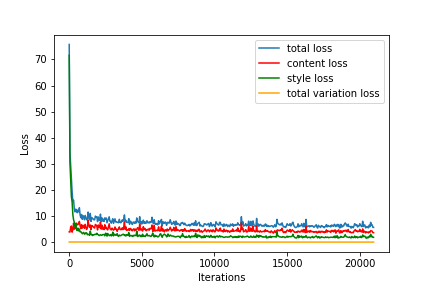 total loss
content loss
style loss
total variation loss
70
60
50
40
30
20
10
0
Loss
0
5000
10000
15000
20000
Iterations